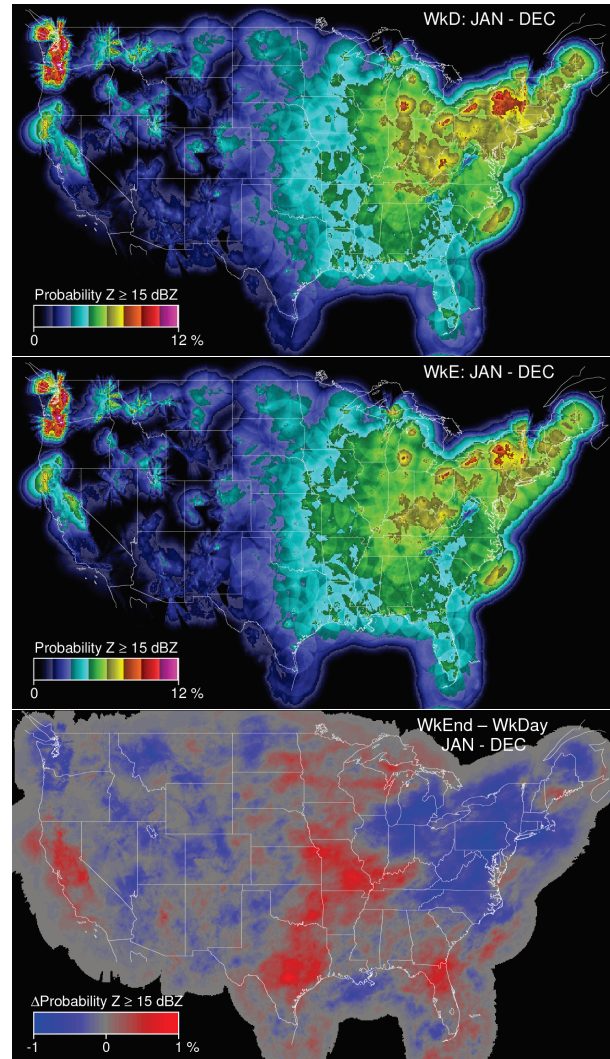 WkD: JAN - DEC
Probability Z ≥ 15 dBZ
0 12 %
WkE: JAN - DEC
Probability Z ≥ 15 dBZ
0 12 %
WkEnd – WkDay
JAN - DEC
ΔProbability Z ≥ 15 dBZ
-1 0 1 %